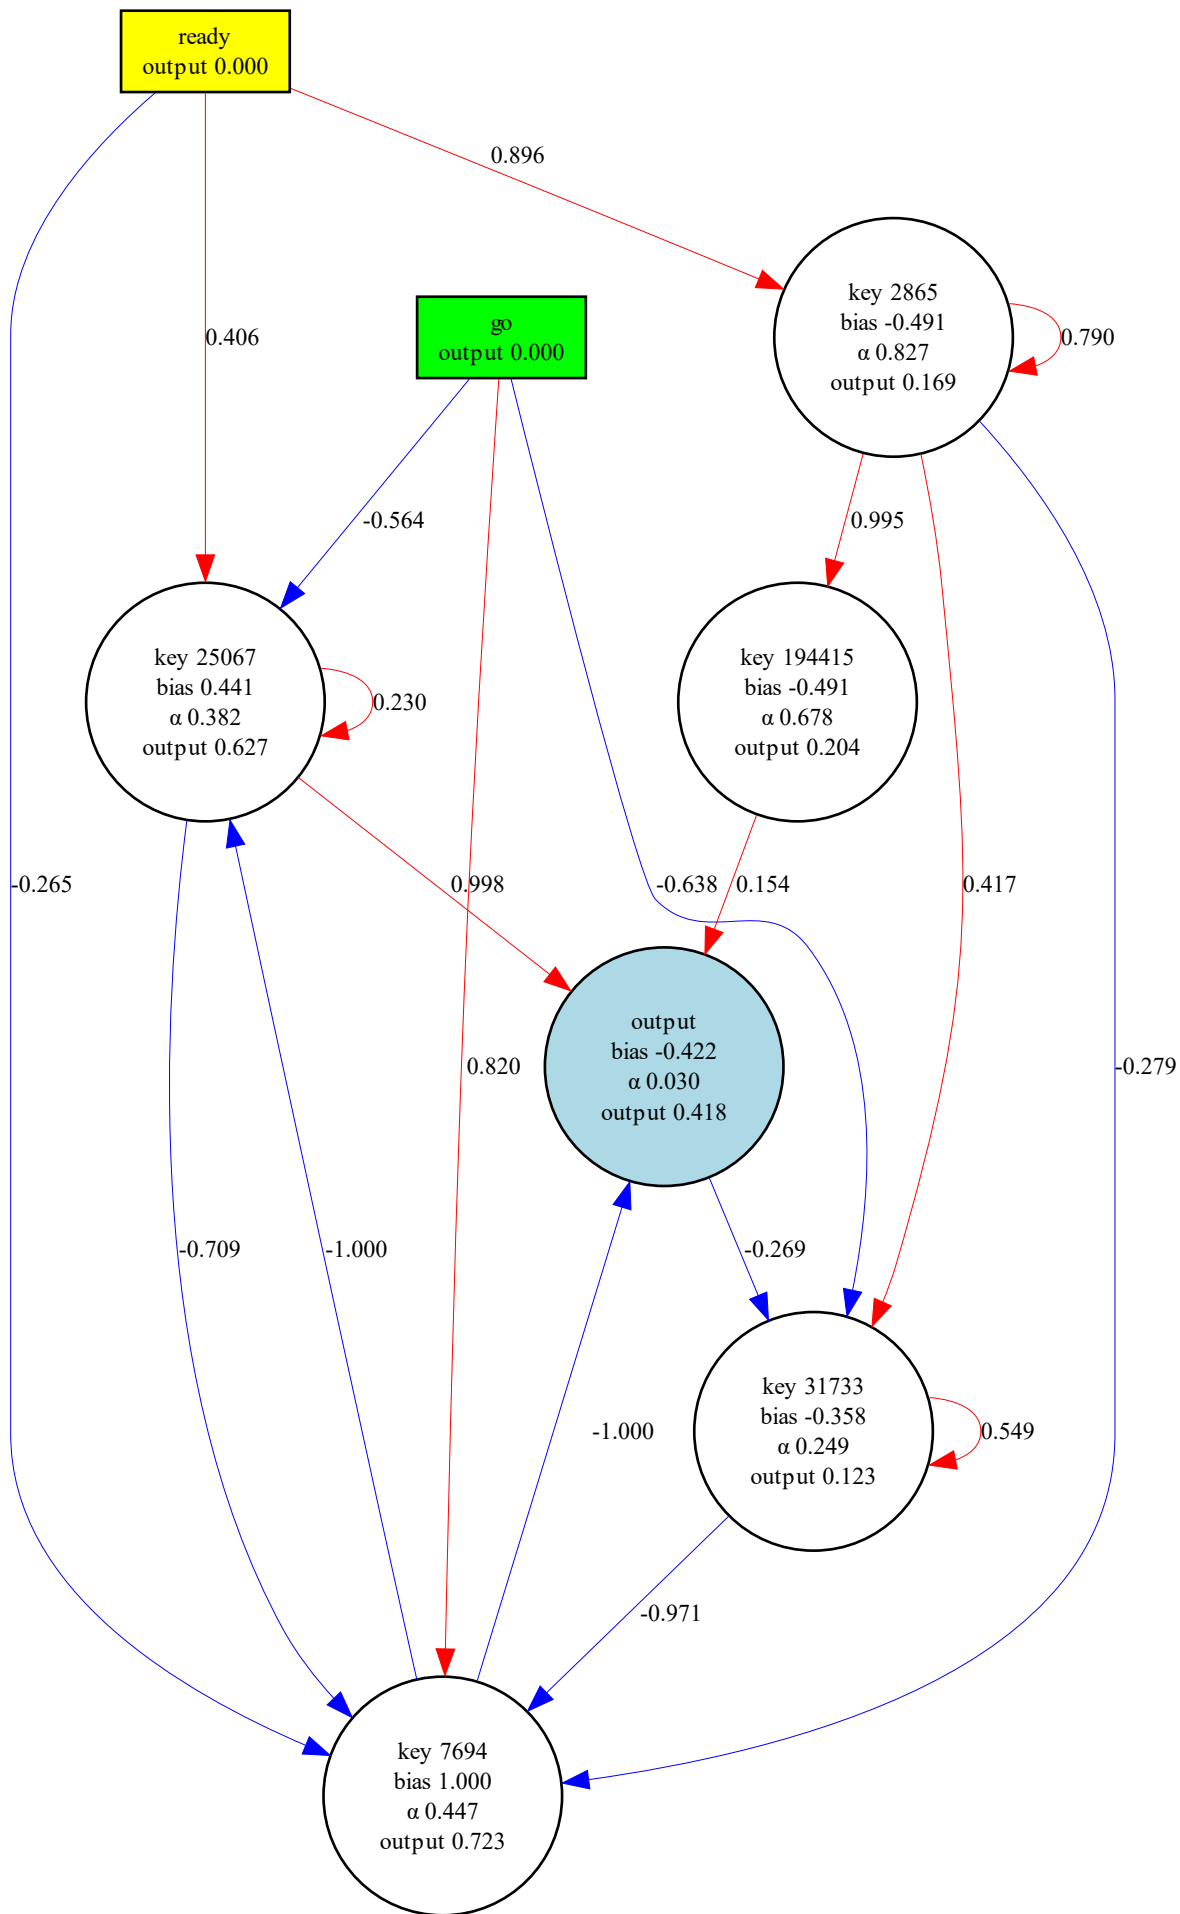 ready
output 0.000
0.896
key 2865
bias -0.491
α 0.827
output 0.169
0.790
go
output 0.000
0.406
-0.564
0.995
key 25067
bias 0.441
α 0.382
output 0.627
0.230
key 194415
bias -0.491
α 0.678
output 0.204
-0.265
0.998
-0.638
0.154
0.417
output
bias -0.422
α 0.030
output 0.418
0.820
-0.279
-0.709
-1.000
-0.269
key 31733
bias -0.358
α 0.249
output 0.123
-1.000
0.549
-0.971
key 7694
bias 1.000
α 0.447
output 0.723